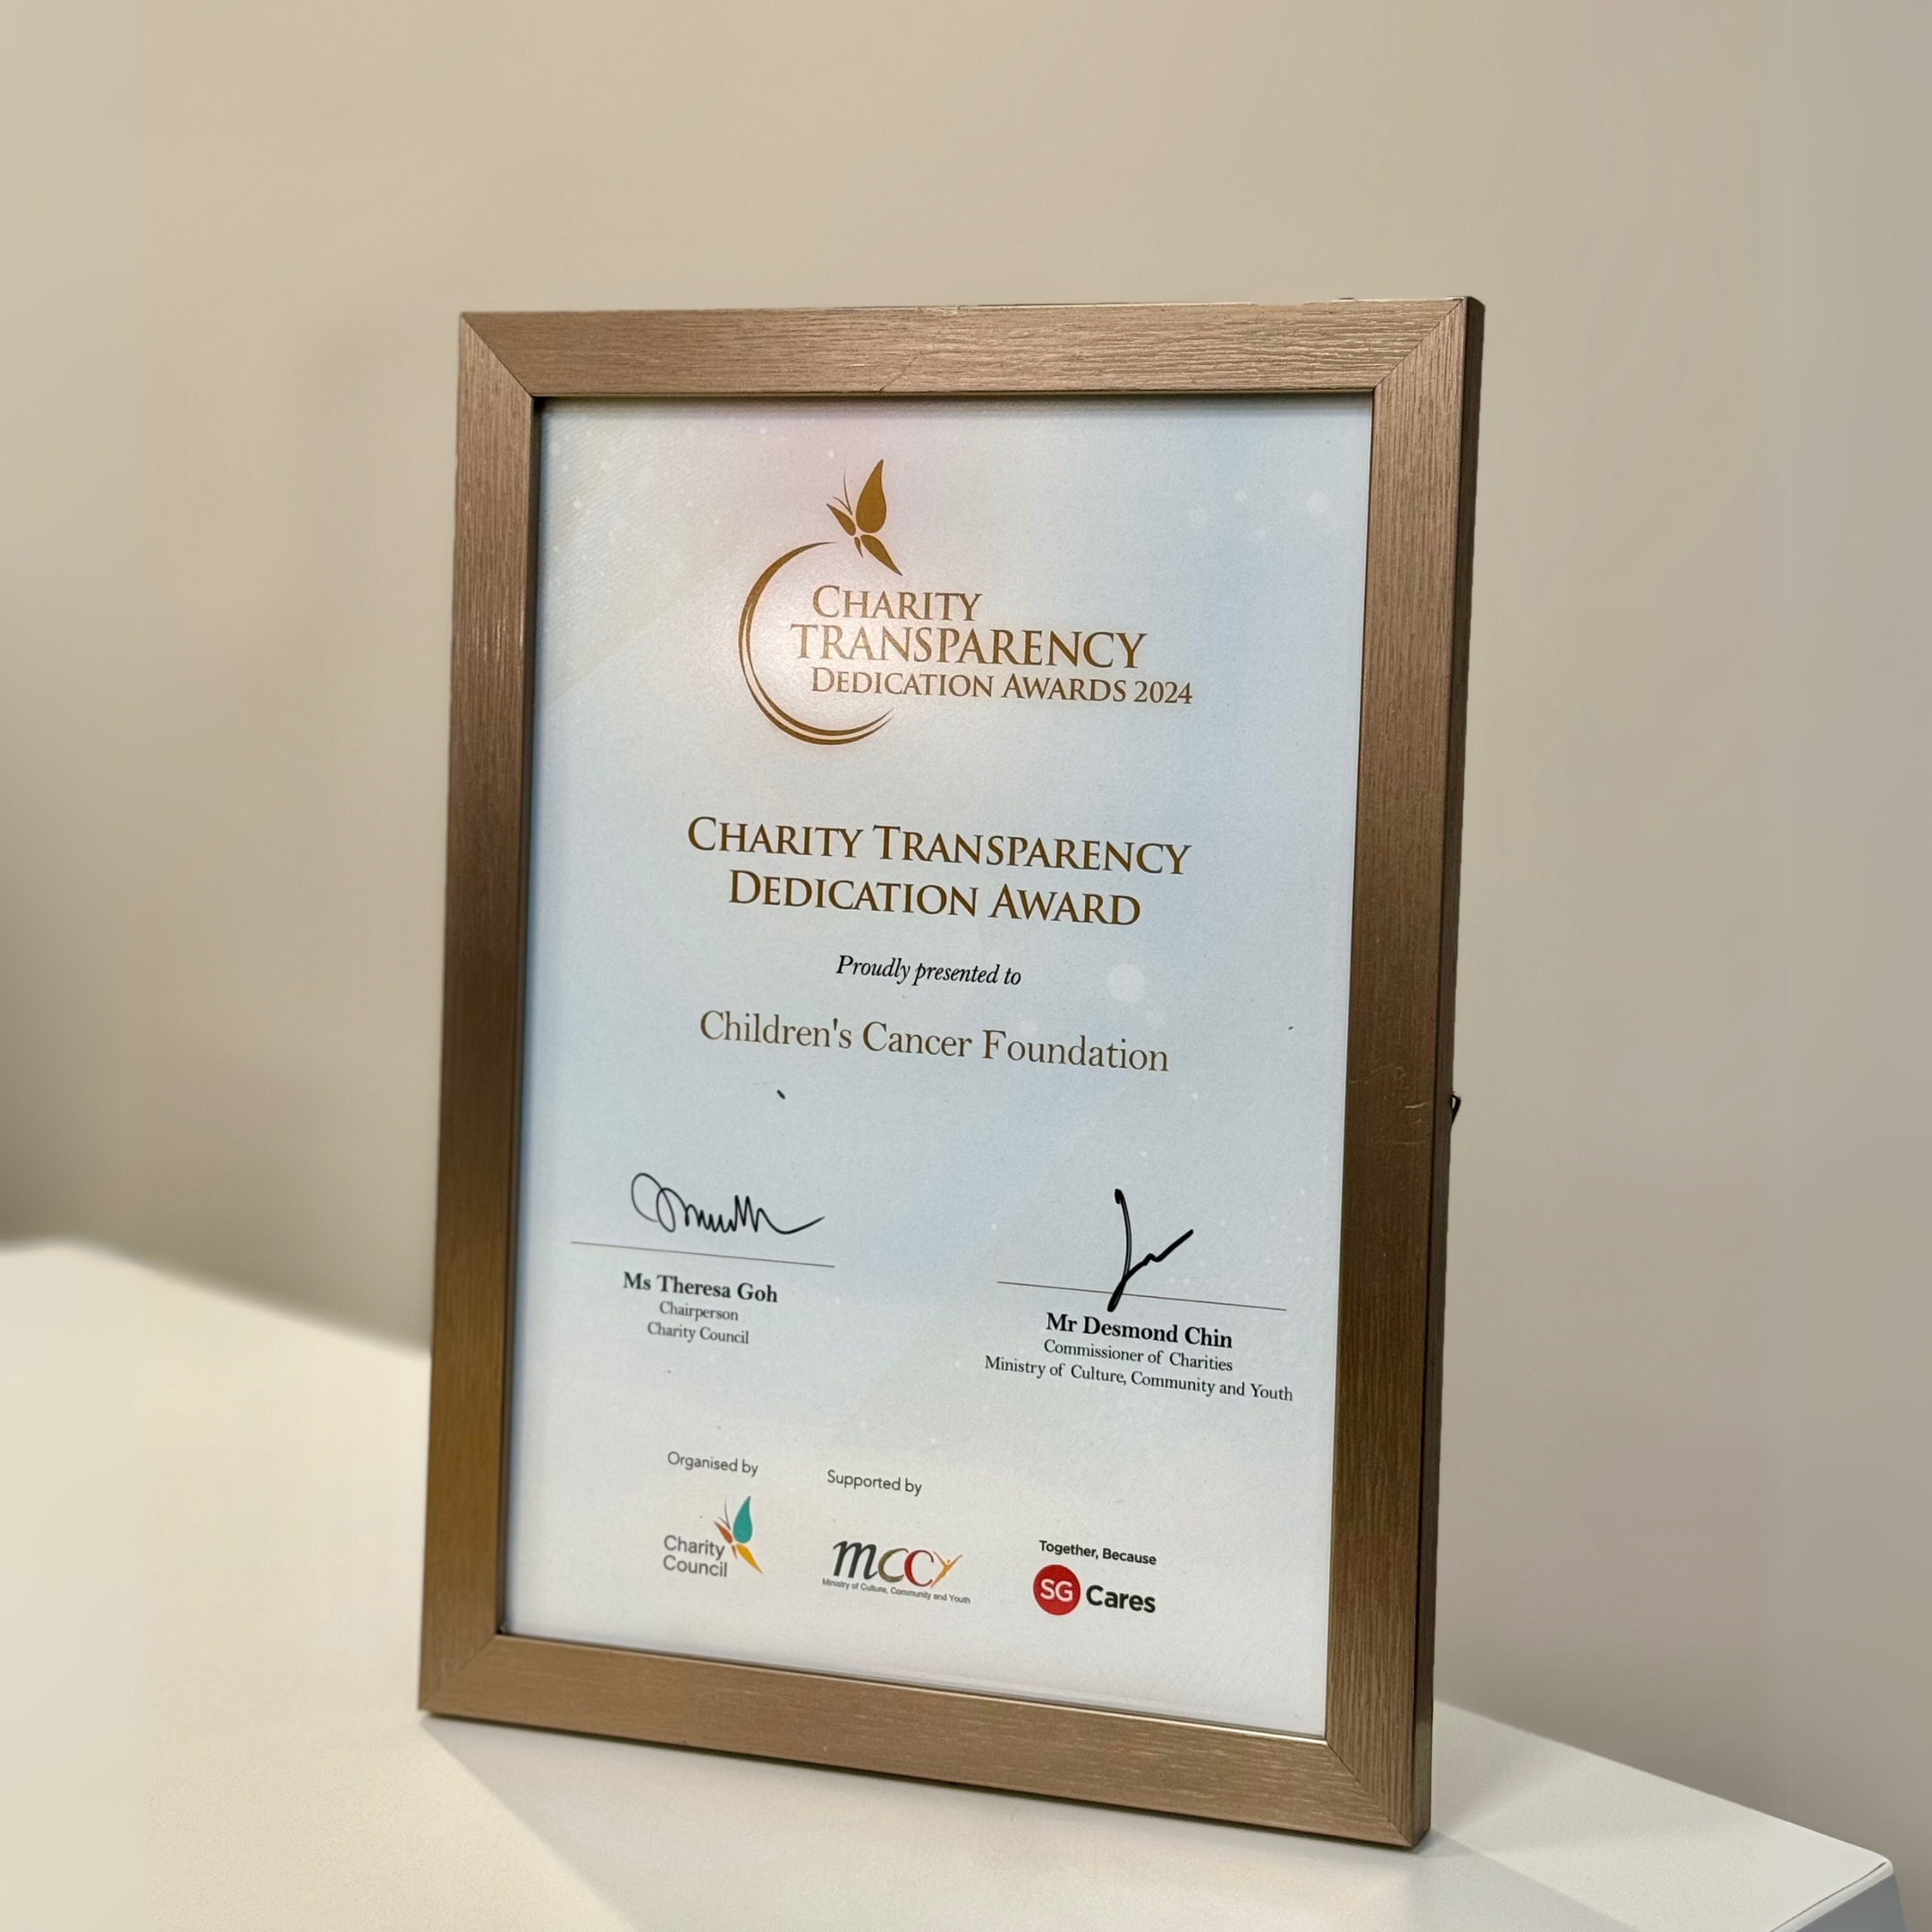 CHARITY
TRANSPARENCY
DEDICATION AWARDS 2024
CHARITY TRANSPARENCY
DEDICATION AWARD
Proudly presented to
Children's Cancer Foundation
Ms Theresa Goh
Chairperson
Charity Council
Mr Desmond Chin
Commissioner of Charities
Ministry of Culture, Community and Youth
Organised by
Charity
Council
Supported by
mccy
Ministry of Culture, Community and Youth
Together, Because
SG Cares